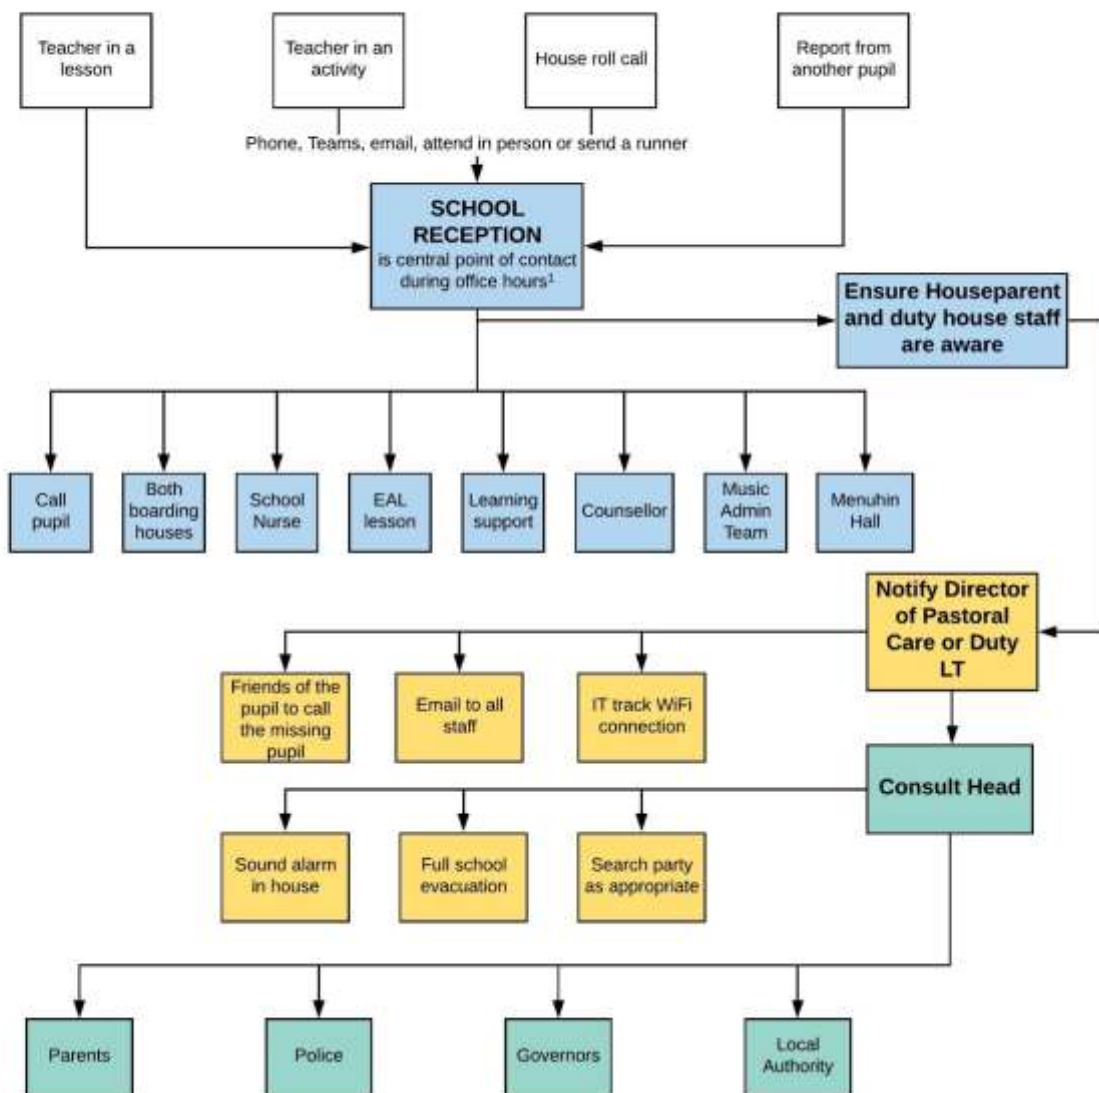 Teacher in a
lesson
Teacher in an
activity
House roll call
Report from
another pupil
Phone, Teams, email, attend in person or send a runner
SCHOOL
RECEPTION
is central point of contact
during office hours¹
Ensure Houseparent
and duty house staff
are aware
Call
pupil
Both
boarding
houses
School
Nurse
EAL
lesson
Learning
support
Counsellor
Music
Admin
Team
Menuhin
Hall
Notify Director
of Pastoral
Care or Duty
LT
Friends of the
pupil to call
the missing
pupil
Email to all
staff
IT track WiFi
connection
Consult Head
Sound alarm
in house
Full school
evacuation
Search party
as appropriate
Parents
Police
Governors
Local
Authority